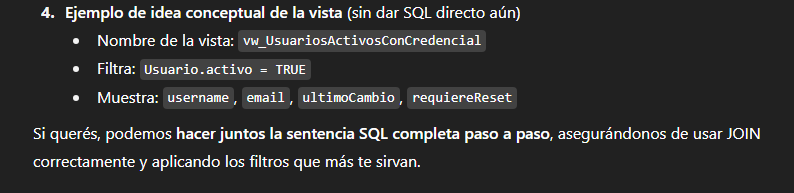 4. Ejemplo de idea conceptual de la vista (sin dar SQL directo aún)
• Nombre de la vista: vw_UsuariosActivosConCredencial
• Filtra: Usuario.activo = TRUE
• Muestra: username, email, ultimoCambio, requiereReset
Si querés, podemos hacer juntos la sentencia SQL completa paso a paso, asegurándonos de usar JOIN
correctamente y aplicando los filtros que más te sirvan.